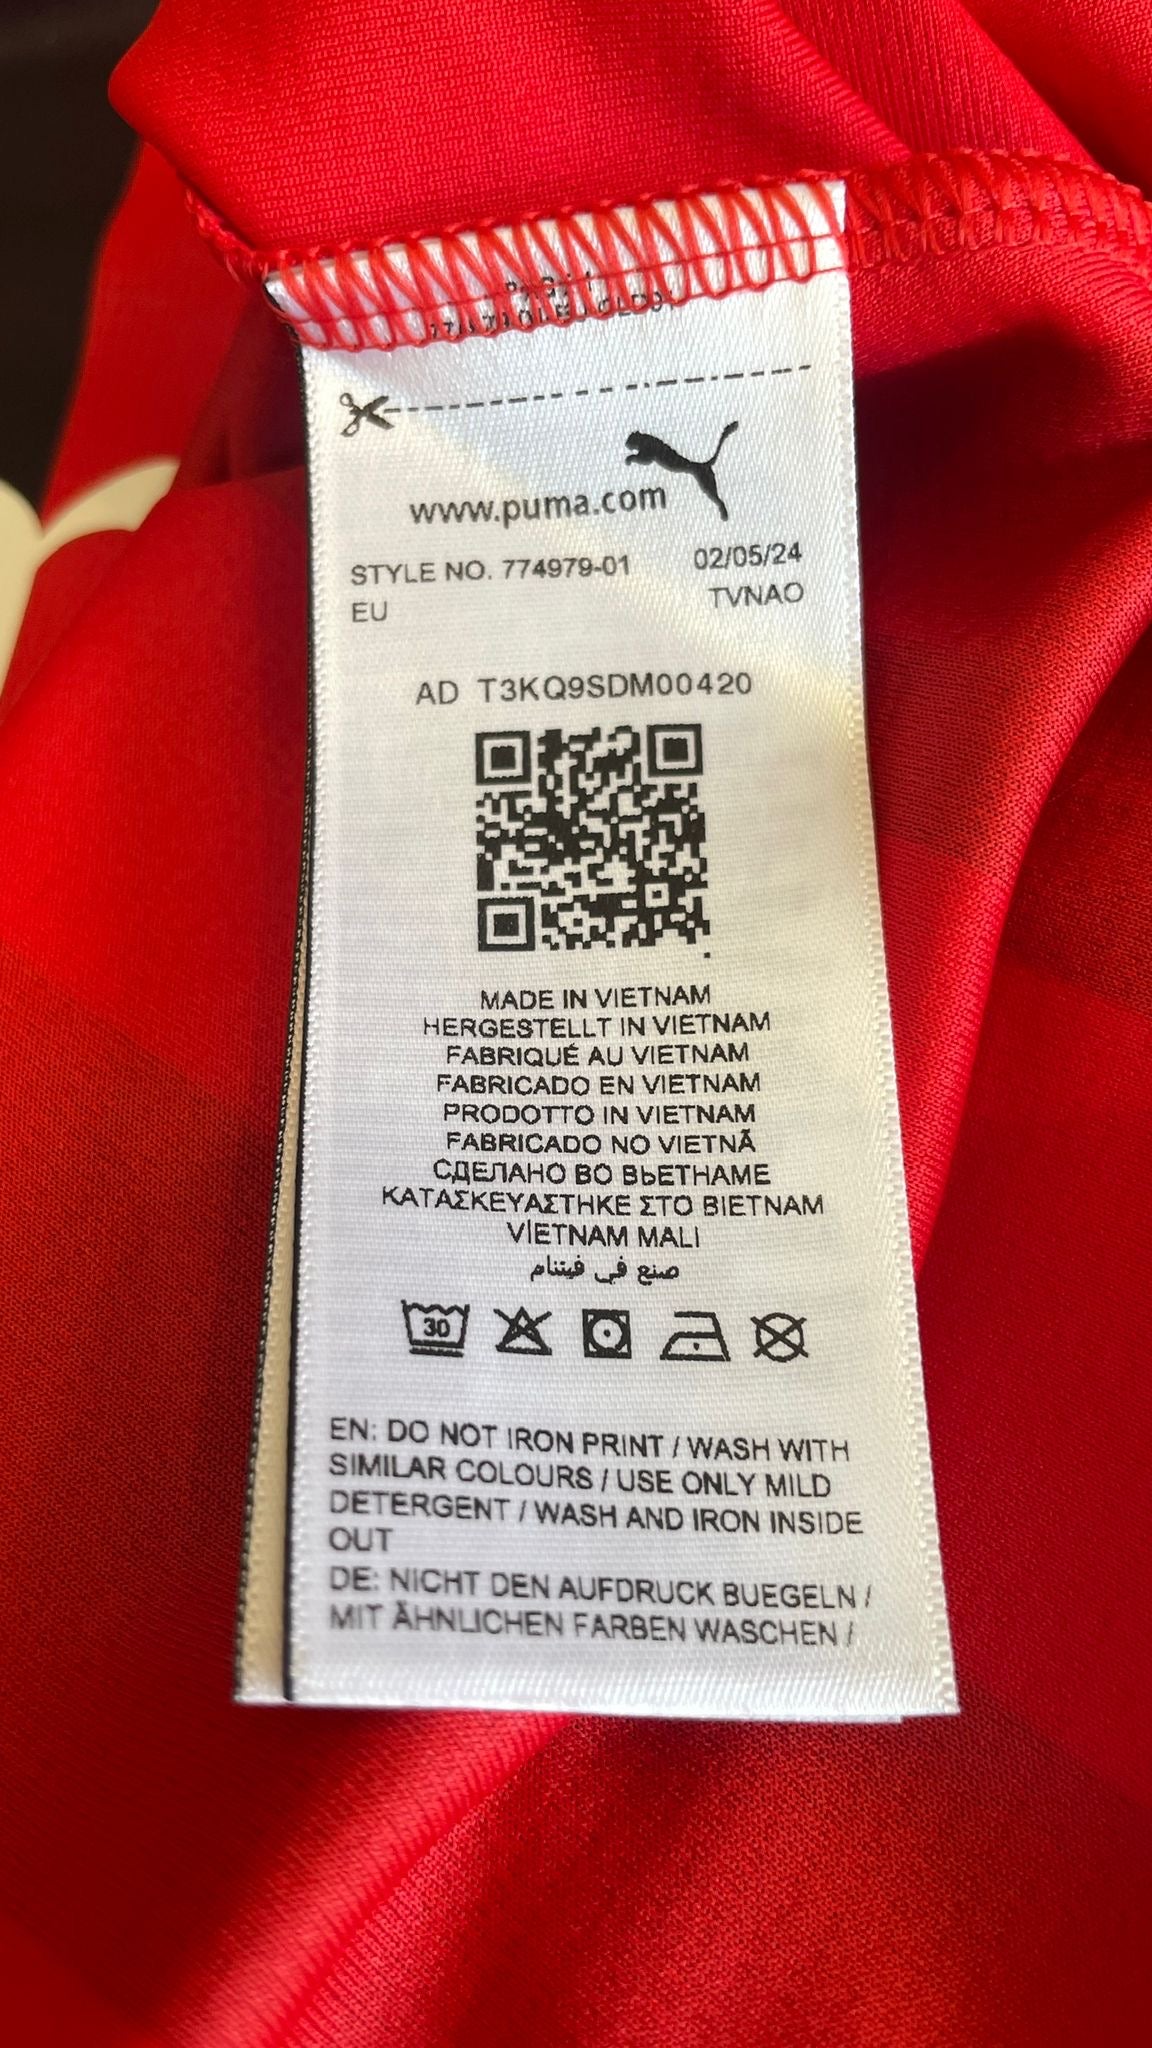 www.puma.com
STYLE NO. 774979-01 02/05/24
EU TVNAO
AD T3KQ9SDM00420
MADE IN VIETNAM
HERGESTELLT IN VIETNAM
FABRIQUÉ AU VIETNAM
FABRICADO EN VIETNAM
PRODOTTO IN VIETNAM
FABRICADO NO VIETNÃ
СДЕЛАНО ВО ВЬЕТНАМЕ
ΚΑΤΑΣΚΕΥΑΣΤΗΚΕ ΣΤΟ ΒΙΕΤΝΑΜ
VIETNAM MALI
صنع في فيتنام
30
EN: DO NOT IRON PRINT / WASH WITH
SIMILAR COLOURS / USE ONLY MILD
DETERGENT / WASH AND IRON INSIDE
OUT
DE: NICHT DEN AUFDRUCK BUEGELN /
MIT ÄHNLICHEN FARBEN WASCHEN /